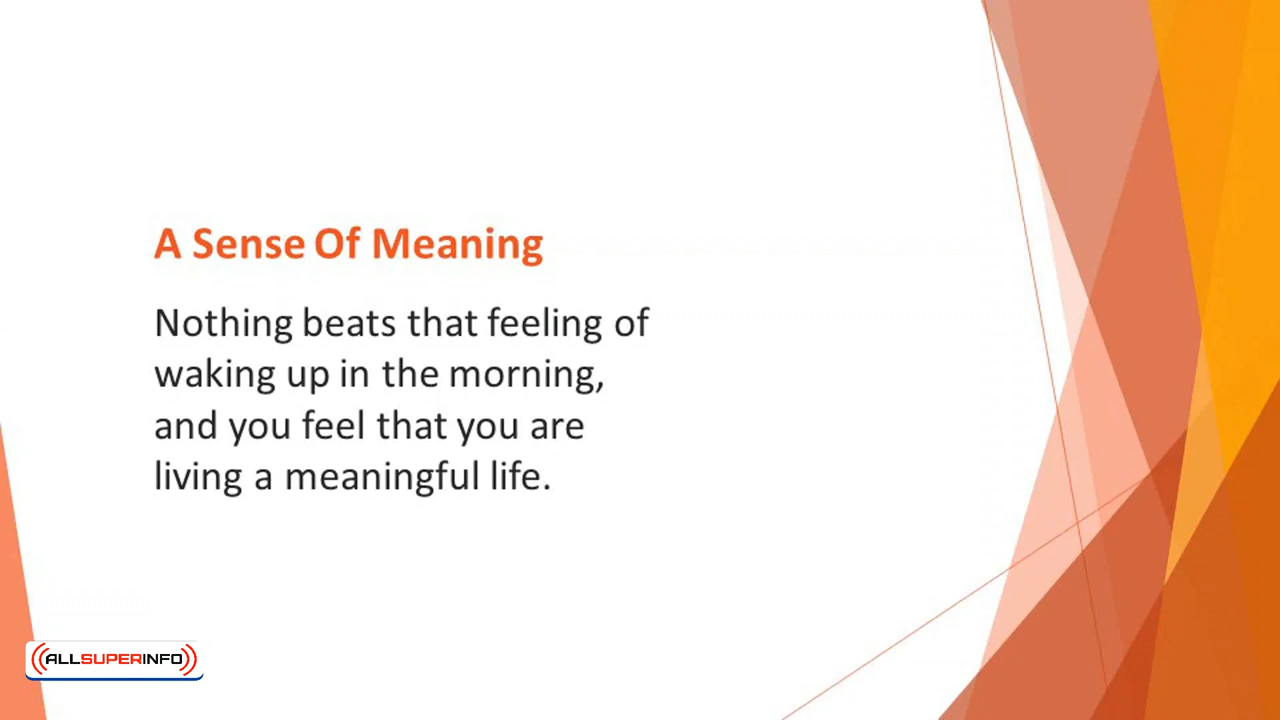 A Sense Of Meaning
Nothing beats that feeling of
waking up in the morning,
and you feel that you are
living a meaningful life.
ALLSUPERINFO